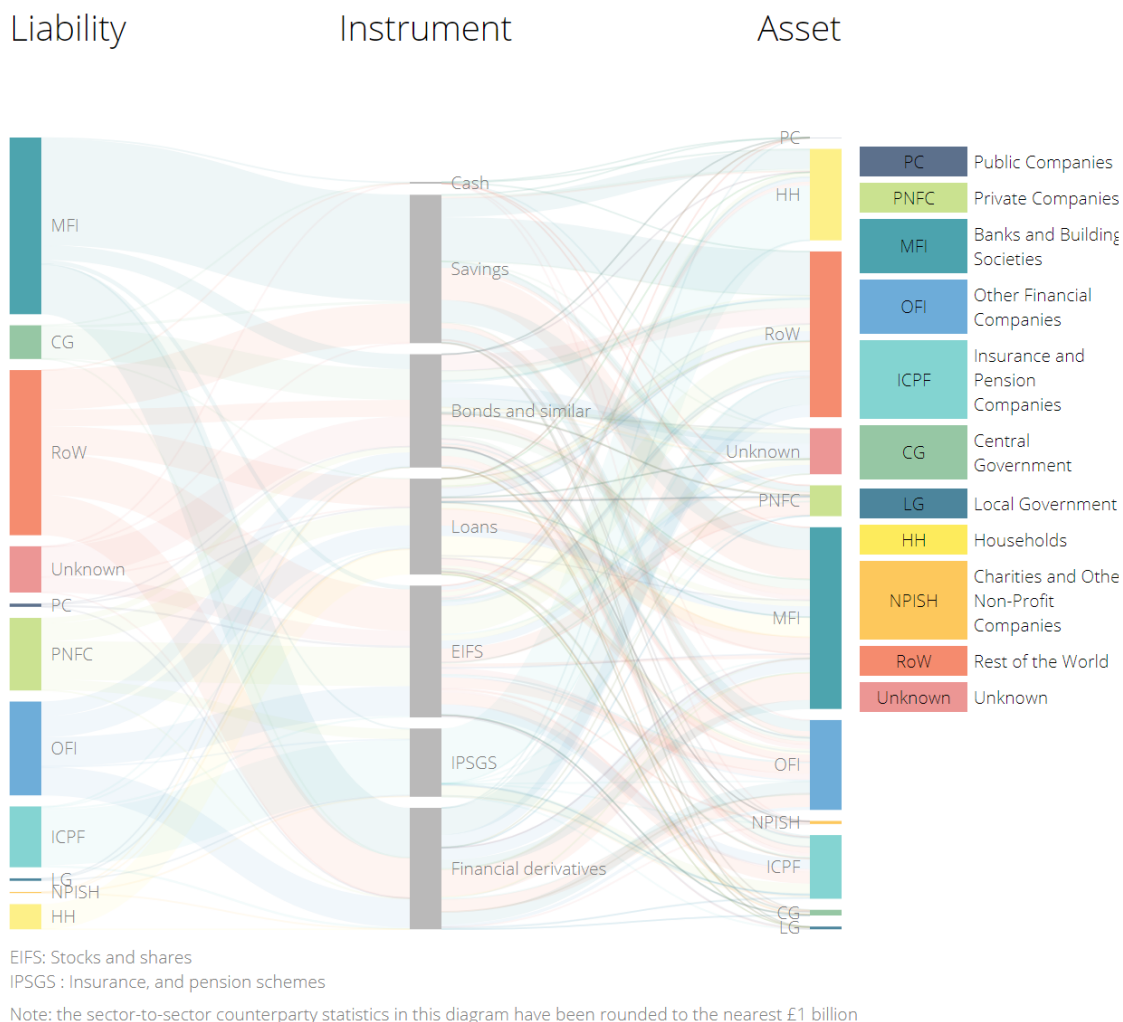 Liability Instrument Asset
MFI
CG
RoW
Unknown
PC
PNFC
OFI
ICPF
LG
NPISH
HH
Cash
Savings
Bonds and similar
Loans
EIFS
IPSGS
Financial derivatives
PC
HH
RoW
Unknown
PNFC
MFI
OFI
NPISH
ICPF
CG
LG
PC Public Companies
PNFC Private Companies
MFI Banks and Building
Societies
OFI Other Financial
Companies
ICPF Insurance and
Pension
Companies
CG Central
Government
LG Local Government
HH Households
NPISH Charities and Othe
Non-Profit
Companies
RoW Rest of the World
Unknown Unknown
EIFS: Stocks and shares
IPSGS : Insurance, and pension schemes
Note: the sector-to-sector counterparty statistics in this diagram have been rounded to the nearest £1 billion